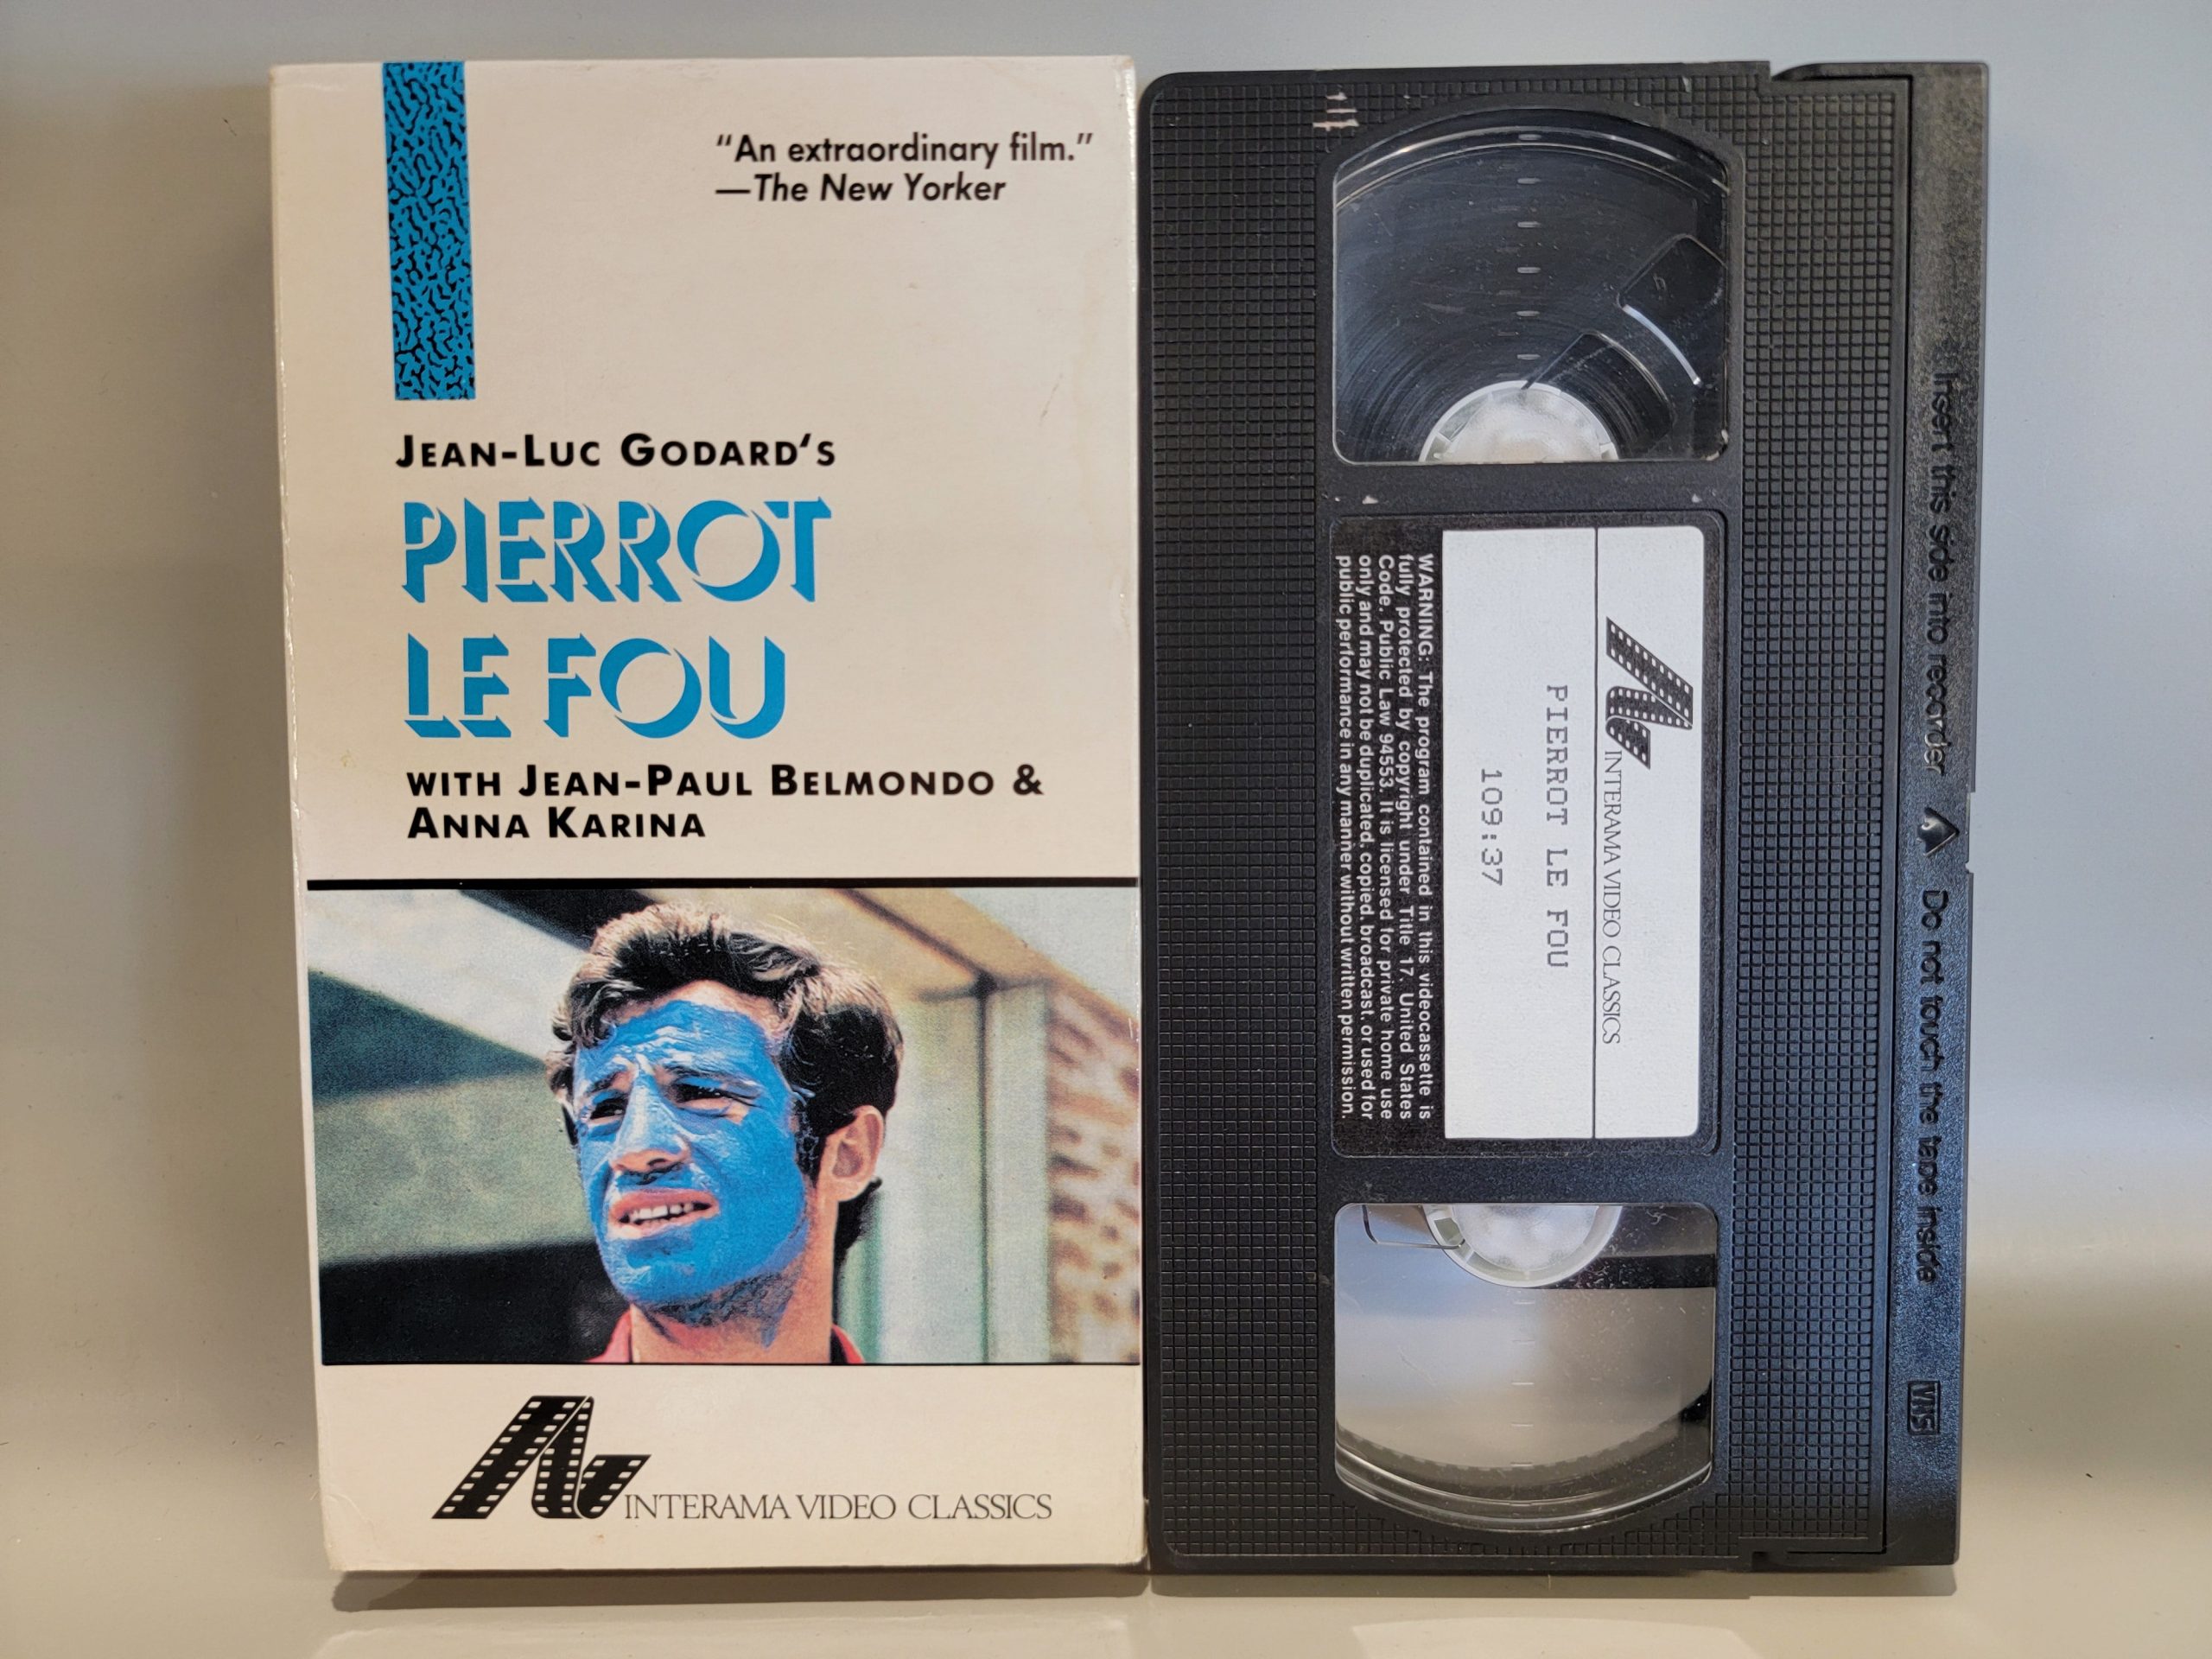 “An extraordinary film.”
—The New Yorker
JEAN-LUC GODARD‘S
PIERROT
LE FOU
WITH JEAN-PAUL BELMONDO &
ANNA KARINA
INTERAMA VIDEO CLASSICS
INTERAMA VIDEO CLASSICS
PIERROT LE FOU
109:37
WARNING: The program contained in this videocassette is
fully protected by copyright under Title 17, United States
Code, Public Law 94553. It is licensed for private home use
only and may not be duplicated, copied, broadcast, or used for
public performance in any manner without written permission.
Insert this side into recorder
Do not touch the tape inside
VHS